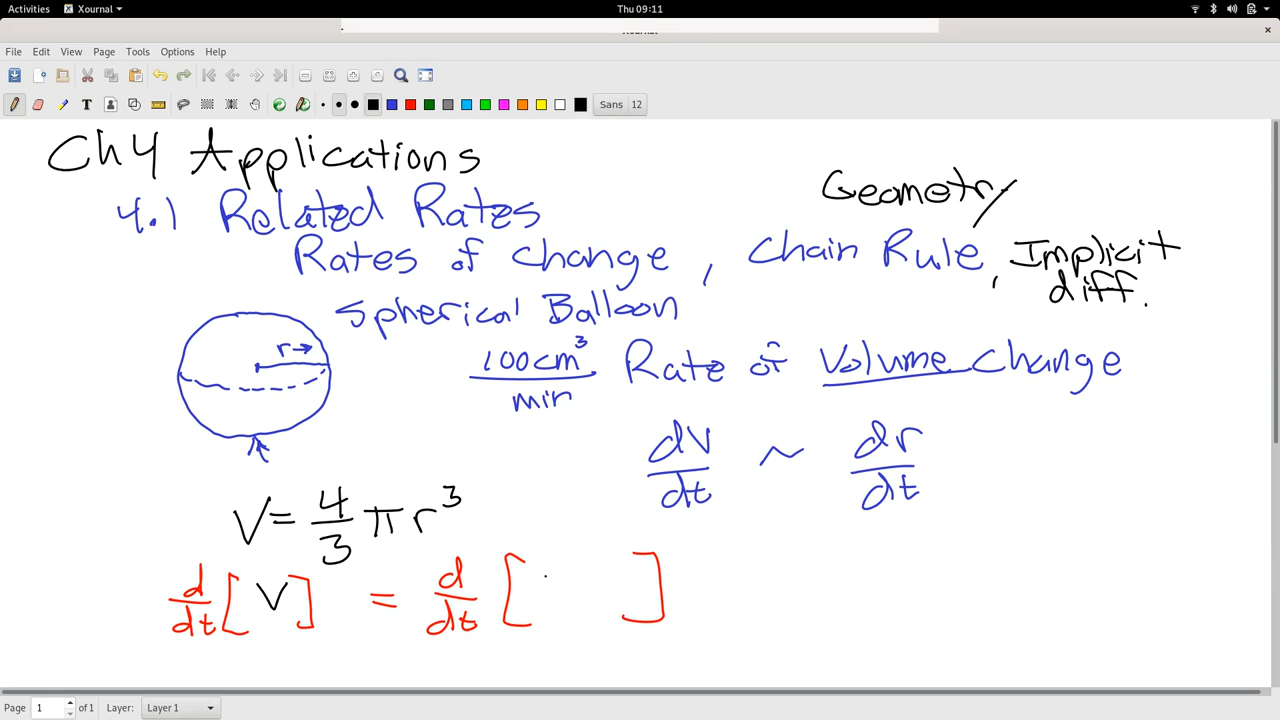 Activities Xournal Thu 09:11
File Edit View Page Tools Options Help
Sans 12
Ch 4 Applications
4.1 Related Rates
Geometry
Rates of change, Chain Rule, Implicit
diff.
Spherical Balloon
r→
100cm³/min Rate of Volume Change
dV/dt ~ dr/dt
V = 4/3 πr³
d/dt [ V ] = d/dt [ ]
Page 1 of 1 Layer: Layer 1